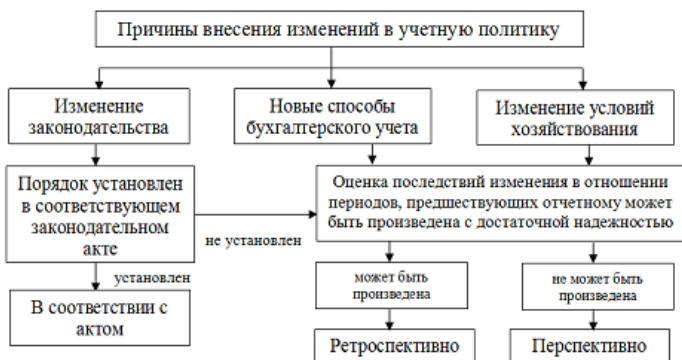 Причины внесения изменений в учетную политику
Изменение
законодательства
Новые способы
бухгалтерского учета
Изменение условий
хозяйствования
Порядок установлен
в соответствующем
законодательном
акте
не установлен
Оценка последствий изменения в отношении
периодов, предшествующих отчетному может
быть произведена с достаточной надежностью
установлен
В соответствии с
актом
может быть
произведена
не может быть
произведена
Ретроспективно
Перспективно